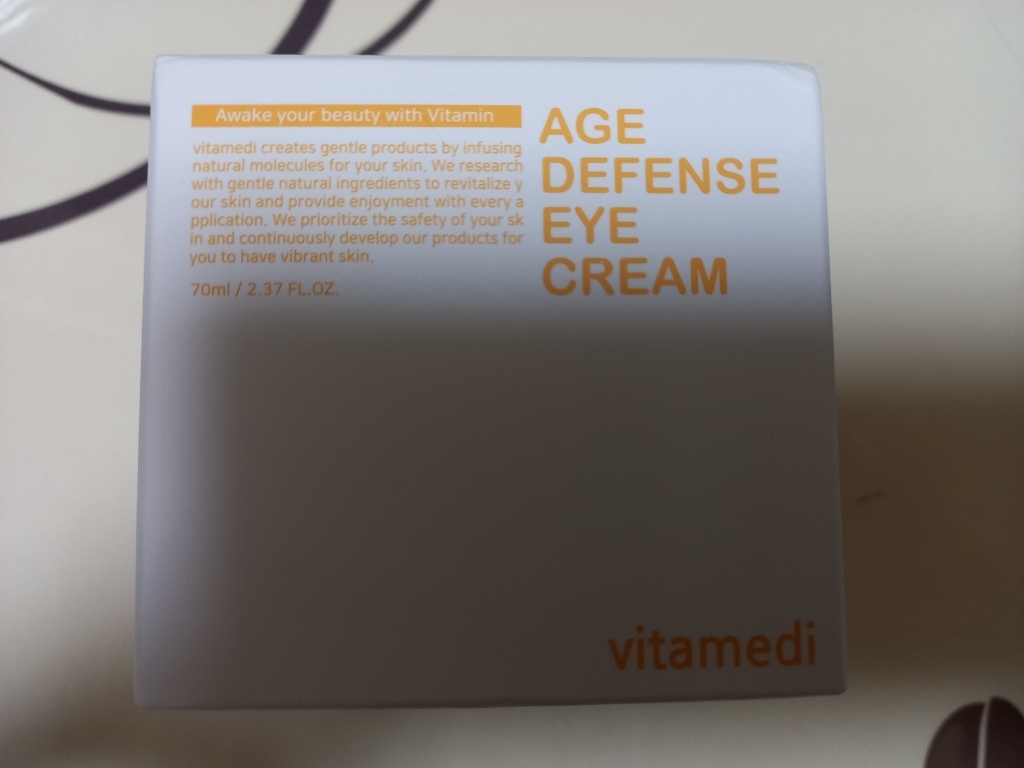 Awake your beauty with Vitamin
vitamedi creates gentle products by infusing
natural molecules for your skin. We research
with gentle natural ingredients to revitalize y
our skin and provide enjoyment with every a
pplication. We prioritize the safety of your sk
in and continuously develop our products for
you to have vibrant skin.
70ml / 2.37 FL.OZ.
AGE
DEFENSE
EYE
CREAM
vitamedi